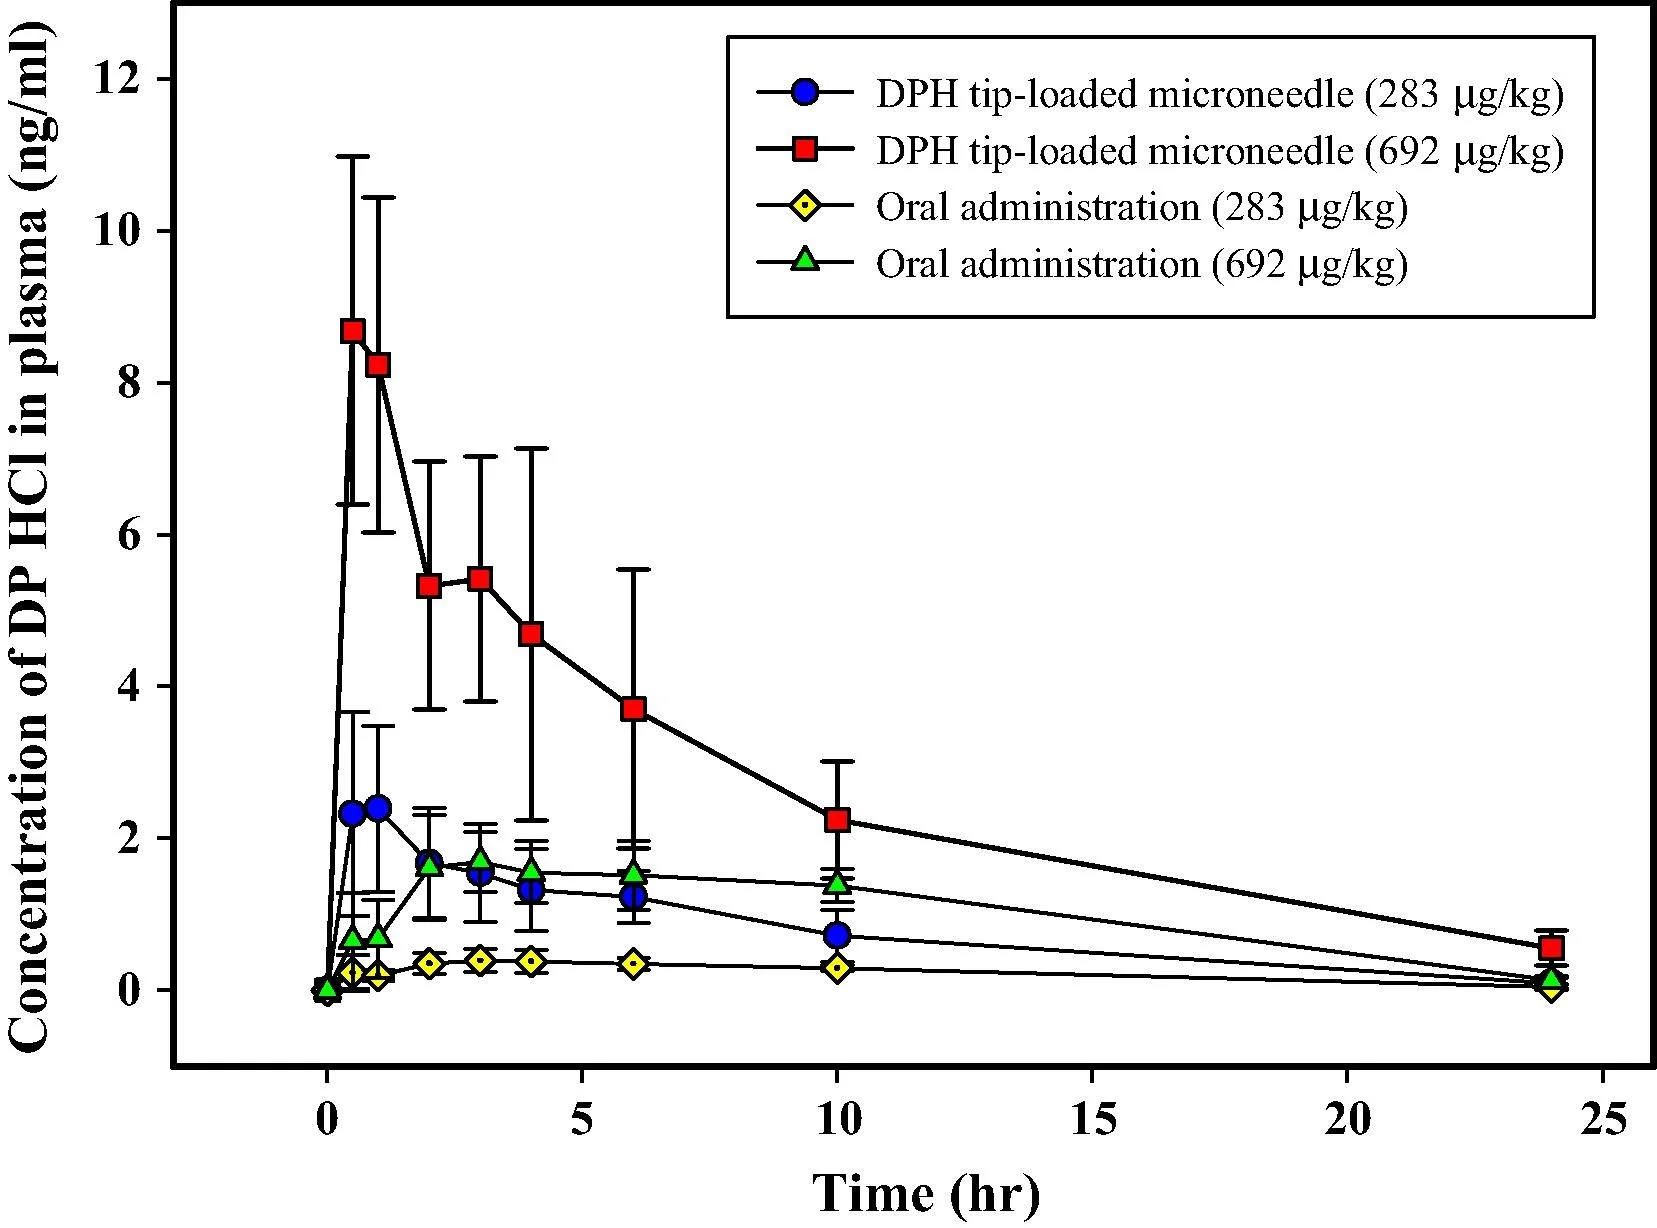 Concentration of DP HCl in plasma (ng/ml)
12
10
8
6
4
2
0
DPH tip-loaded microneedle (283 µg/kg)
DPH tip-loaded microneedle (692 µg/kg)
Oral administration (283 µg/kg)
Oral administration (692 µg/kg)
0 5 10 15 20 25
Time (hr)